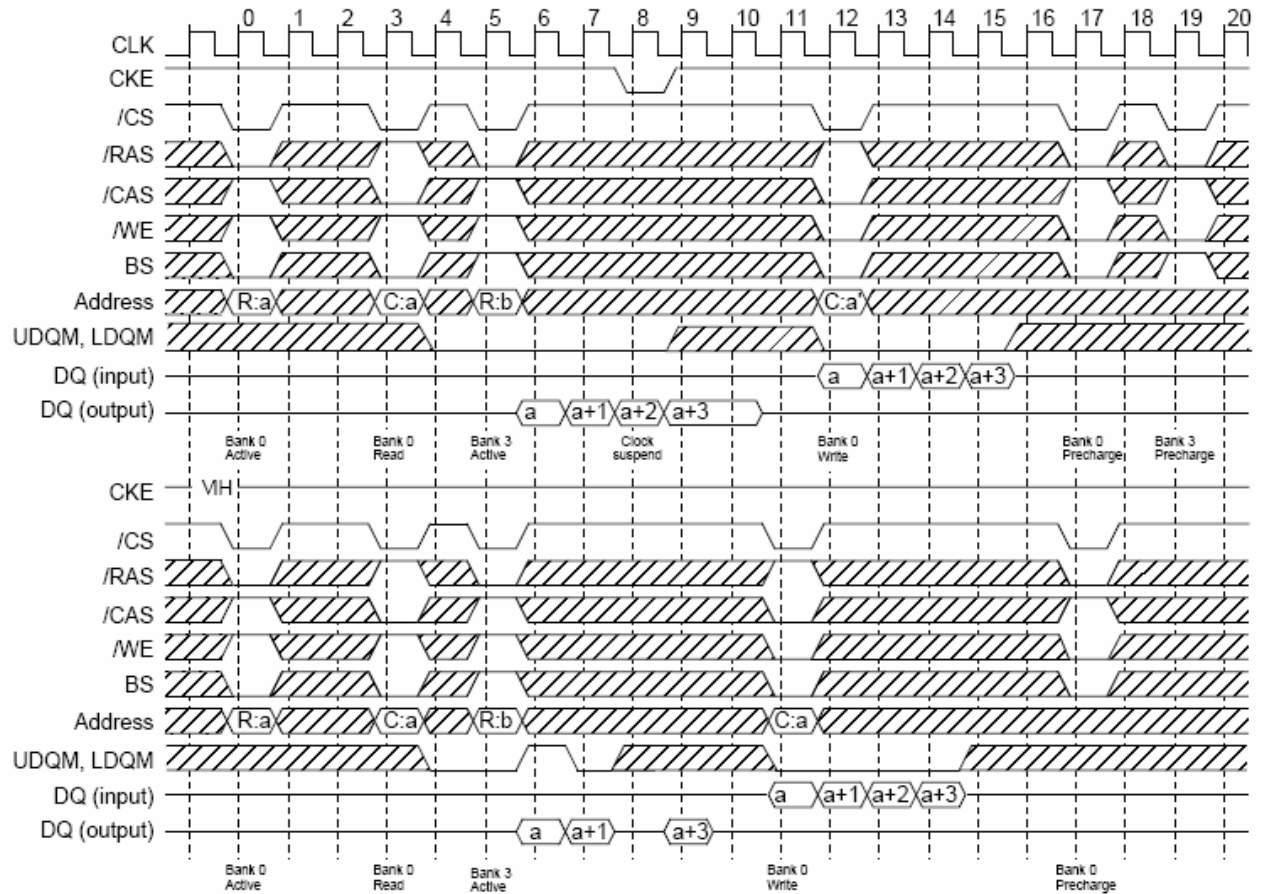 0 1 2 3 4 5 6 7 8 9 10 11 12 13 14 15 16 17 18 19 20
CLK
CKE
/CS
/RAS
/CAS
/WE
BS
Address R:a C:a R:b C:a'
UDQM, LDQM
DQ (input) a a+1 a+2 a+3
DQ (output) a a+1 a+2 a+3
Bank 0 Bank 0 Bank 3 Clock Bank 0 Bank 0 Bank 3
Active Read Active suspend Write Precharge Precharge
CKE VIH
/CS
/RAS
/CAS
/WE
BS
Address R:a C:a R:b C:a
UDQM, LDQM
DQ (input) a a+1 a+2 a+3
DQ (output) a a+1 a+3
Bank 0 Bank 0 Bank 3 Bank 0 Bank 0
Active Read Active Write Precharge